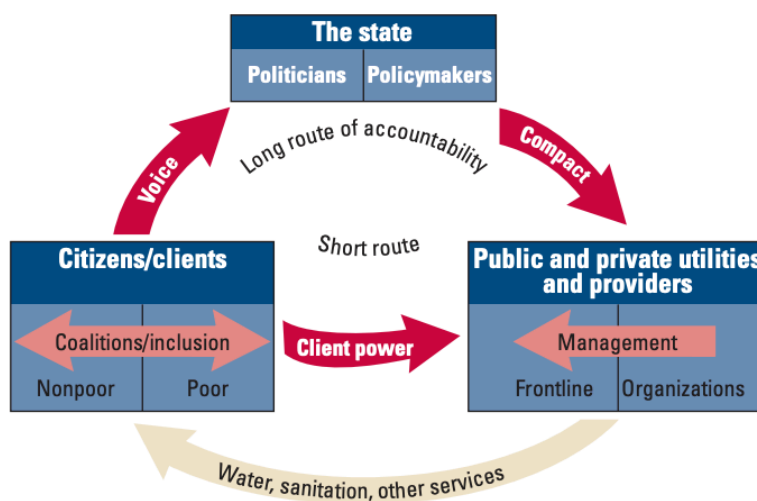 The state
Politicians
Policymakers
Long route of accountability
Voice
Compact
Short route
Citizens/clients
Public and private utilities
and providers
Coalitions/inclusion
Client power
Management
Nonpoor
Poor
Frontline
Organizations
Water, sanitation, other services